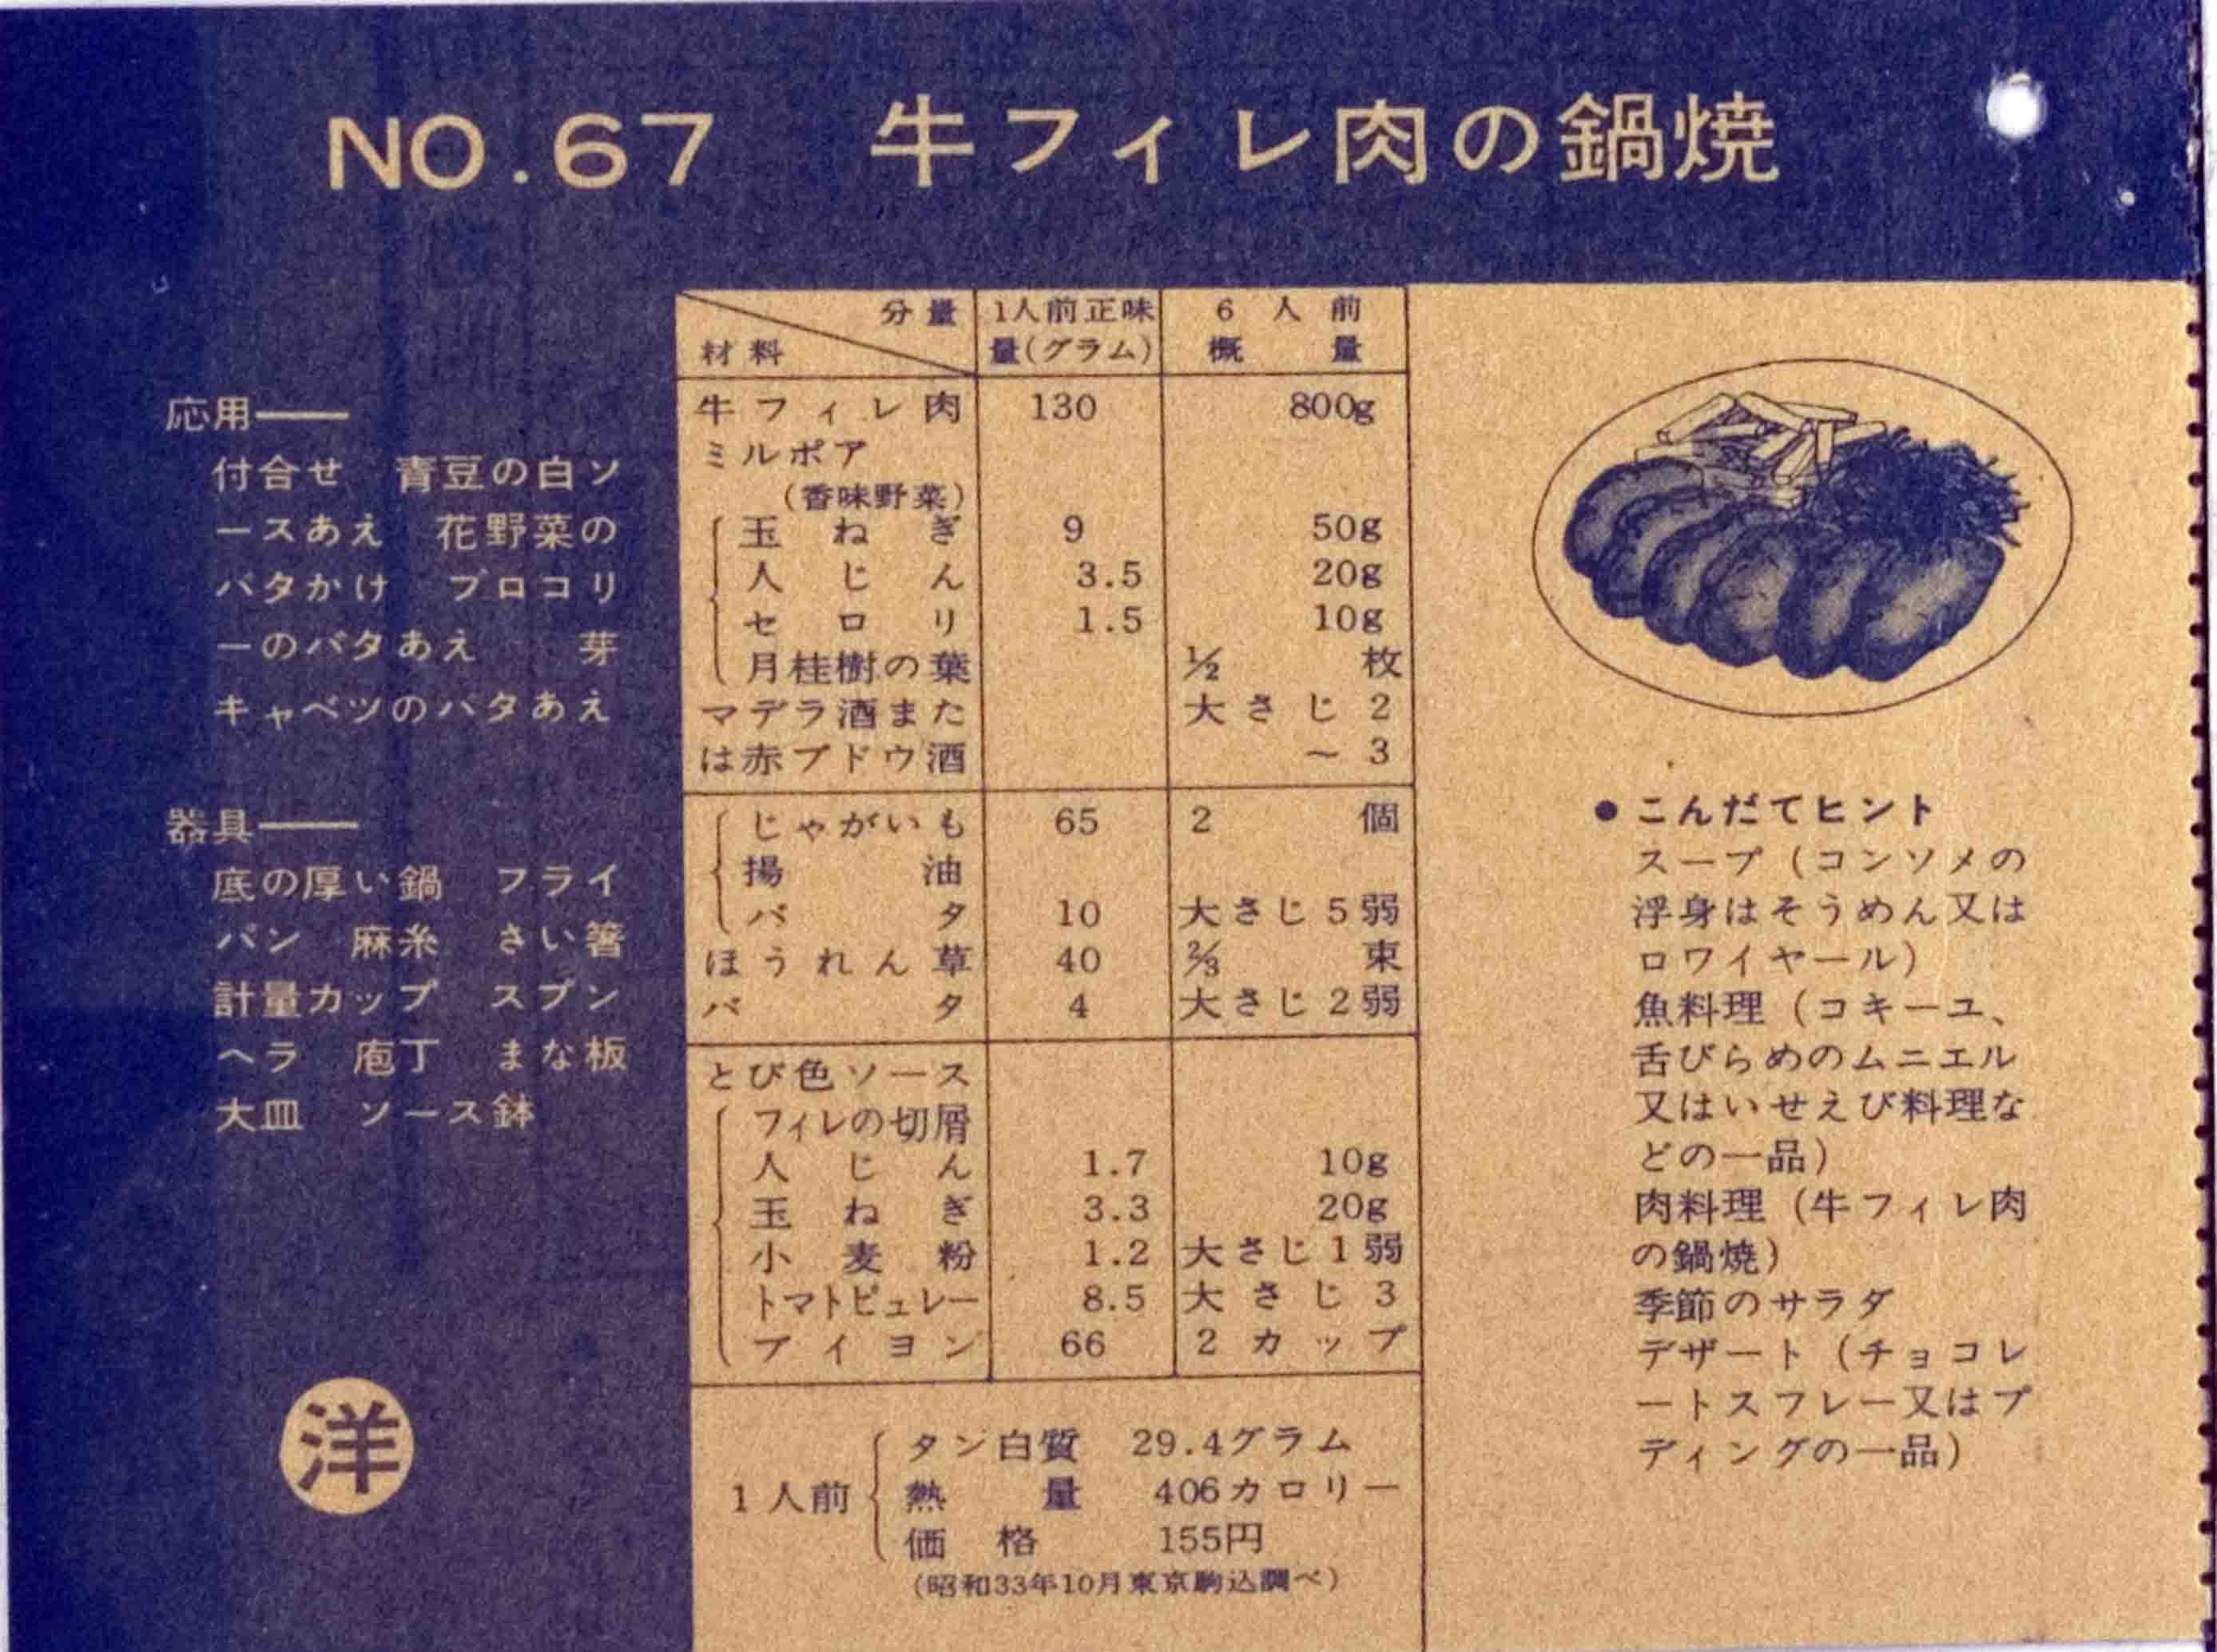 NO.67 牛フィレ肉の鍋焼
応用――
付合せ 青豆の白ソ
ースあえ 花野菜の
バタかけ ブロコリ
ーのバタあえ 芽
キャベツのバタあえ
器具――
底の厚い鍋 フライ
パン 麻糸 さい箸
計量カップ スプン
ヘラ 庖丁 まな板
大皿 ソース鉢
洋
分量 1人前正味 6人前
材料 量(グラム) 概量
牛フィレ肉 130 800g
ミルポア
(香味野菜)
玉ねぎ 9 50g
人じん 3.5 20g
セロリ 1.5 10g
月桂樹の葉 ½枚
マデラ酒また 大さじ2
は赤ブドウ酒 〜3
じゃがいも 65 2個
揚油
バタ 10 大さじ5弱
ほうれん草 40 ⅔束
バタ 4 大さじ2弱
とび色ソース
フィレの切屑
人じん 1.7 10g
玉ねぎ 3.3 20g
小麦粉 1.2 大さじ1弱
トマトピュレー 8.5 大さじ3
ブイヨン 66 2カップ
1人前
タン白質 29.4グラム
熱量 406カロリー
価格 155円
(昭和33年10月東京駒込調べ)
●こんだてヒント
スープ(コンソメの
浮身はそうめん又は
ロワイヤール)
魚料理(コキーユ、
舌びらめのムニエル
又はいせえび料理な
どの一品)
肉料理(牛フィレ肉
の鍋焼)
季節のサラダ
デザート(チョコレ
ートスフレー又はプ
ディングの一品)